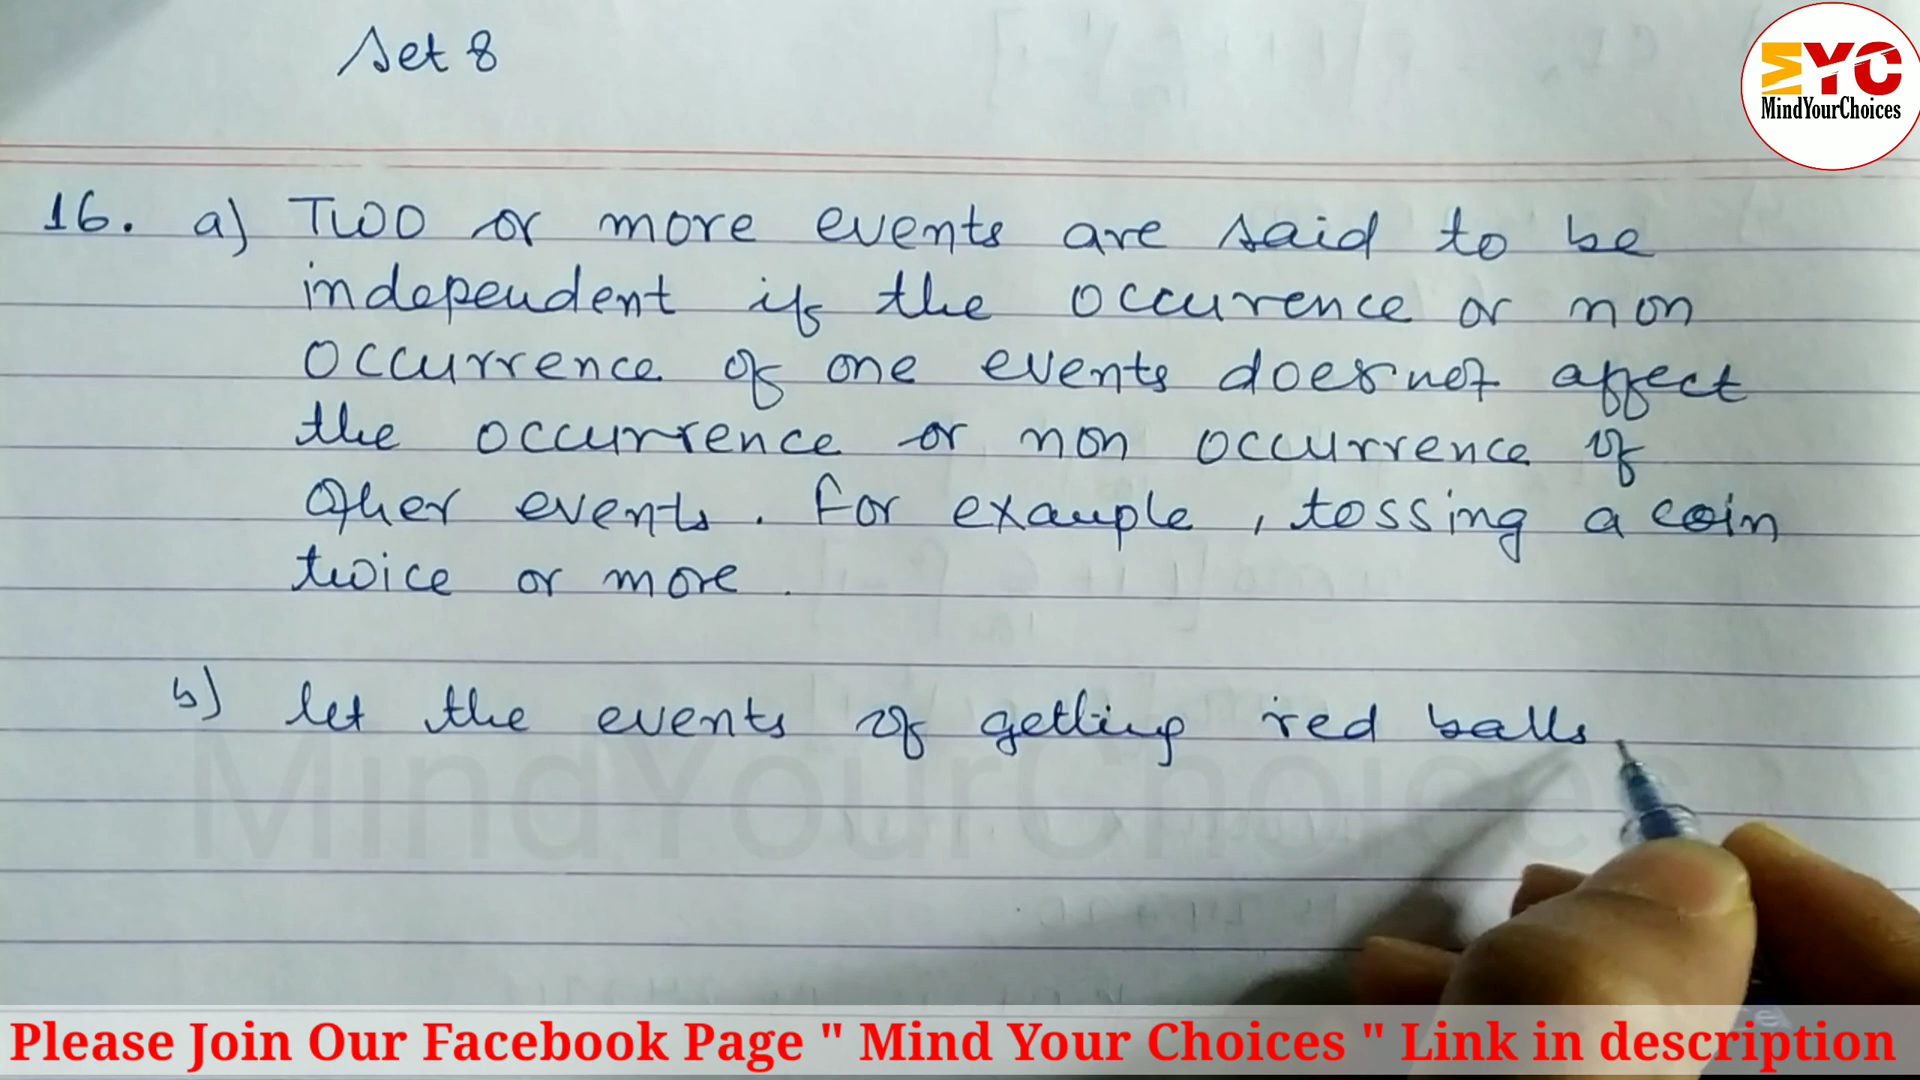 Set 8
MYC
MindYourChoices
16. a) Two or more events are said to be
independent if the occurence or non
occurrence of one events doesnot affect
the occurrence or non occurrence of
other events. For example, tossing a coin
twice or more.
b) let the events of getting red balls
MindYourChoices
Please Join Our Facebook Page " Mind Your Choices " Link in description